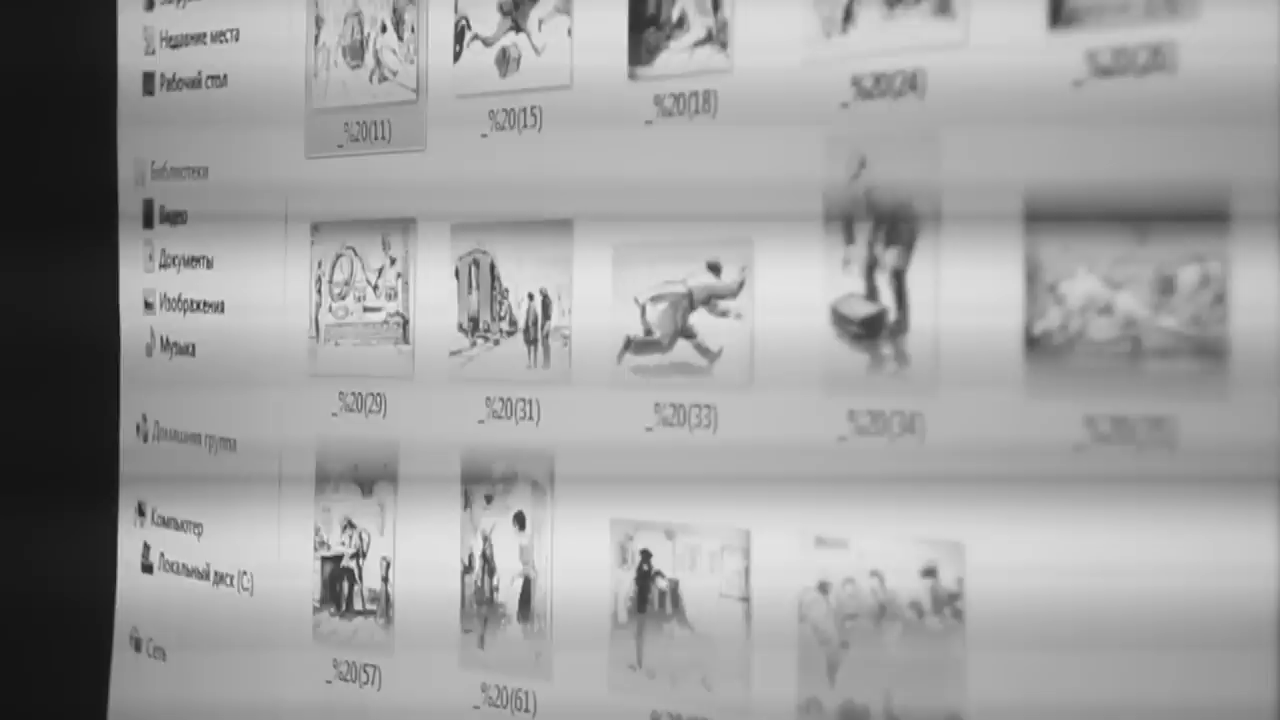 Недавние места
Рабочий стол
Библиотеки
Видео
Документы
Изображения
Музыка
Домашняя группа
Компьютер
Локальный диск (C:)
Сеть
_%20(11)
_%20(15)
_%20(18)
_%20(24)
_%20(29)
_%20(31)
_%20(33)
_%20(34)
_%20(57)
_%20(61)